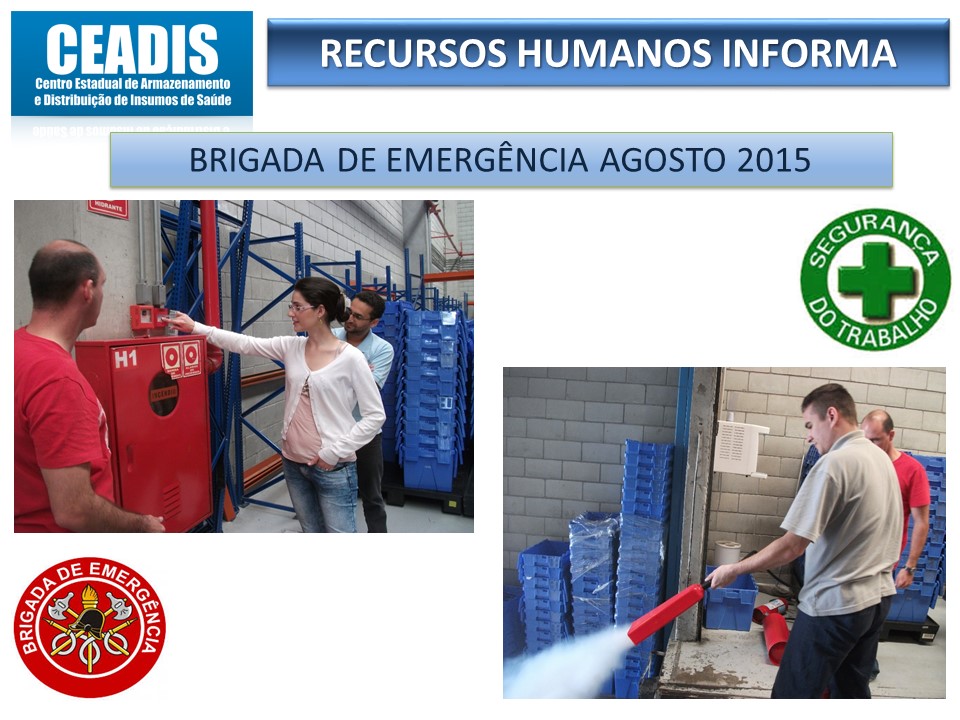 CEADIS
Centro Estadual de Armazenamento
e Distribuição de Insumos de Saúde
RECURSOS HUMANOS INFORMA
BRIGADA DE EMERGÊNCIA AGOSTO 2015
HIDRANTE
H1
INCÊNDIO
SEGURANÇA
DO TRABALHO
BRIGADA DE EMERGÊNCIA